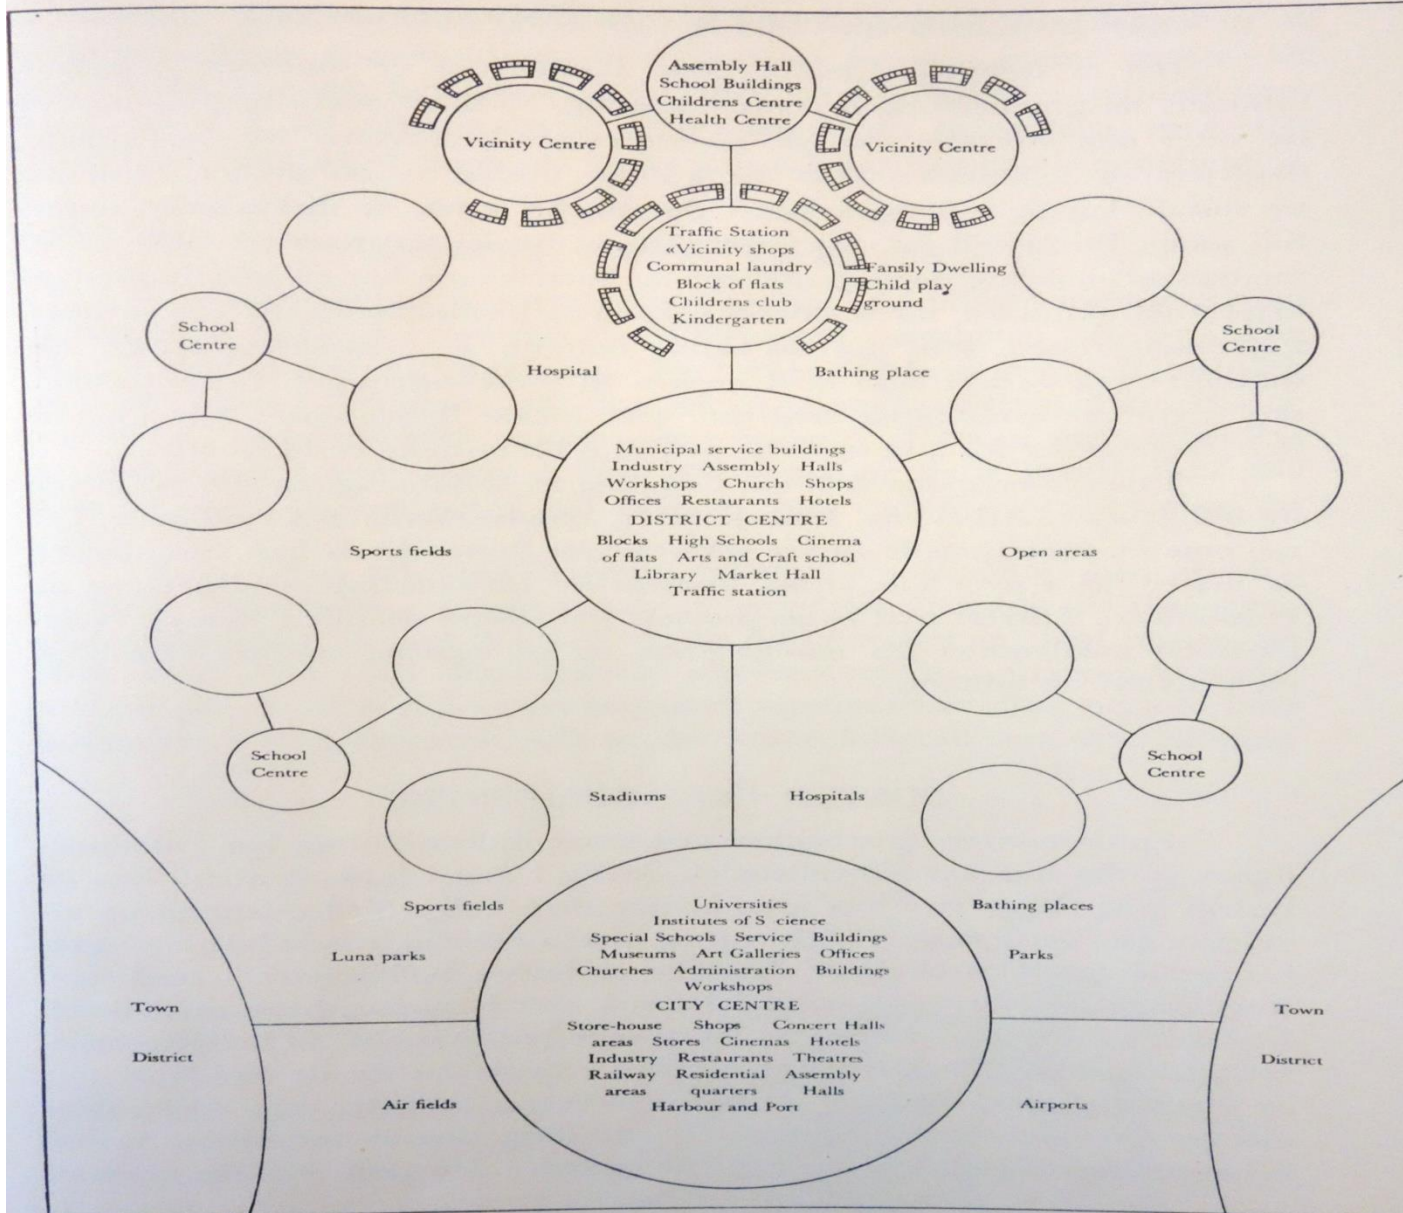 Assembly Hall
School Buildings
Childrens Centre
Health Centre
Vicinity Centre
Vicinity Centre
Traffic Station
«Vicinity shops
Communal laundry
Block of flats
Childrens club
Kindergarten
Fansily Dwelling
Child play
ground
School
Centre
School
Centre
Hospital
Bathing place
Municipal service buildings
Industry Assembly Halls
Workshops Church Shops
Offices Restaurants Hotels
DISTRICT CENTRE
Blocks High Schools Cinema
of flats Arts and Craft school
Library Market Hall
Traffic station
Sports fields
Open areas
School
Centre
School
Centre
Stadiums
Hospitals
Sports fields
Bathing places
Luna parks
Parks
Universities
Institutes of S cience
Special Schools Service Buildings
Museums Art Galleries Offices
Churches Administration Buildings
Workshops
CITY CENTRE
Store-house Shops Concert Halls
areas Stores Cinemas Hotels
Industry Restaurants Theatres
Railway Residential Assembly
areas quarters Halls
Harbour and Port
Town
District
Town
District
Air fields
Airports